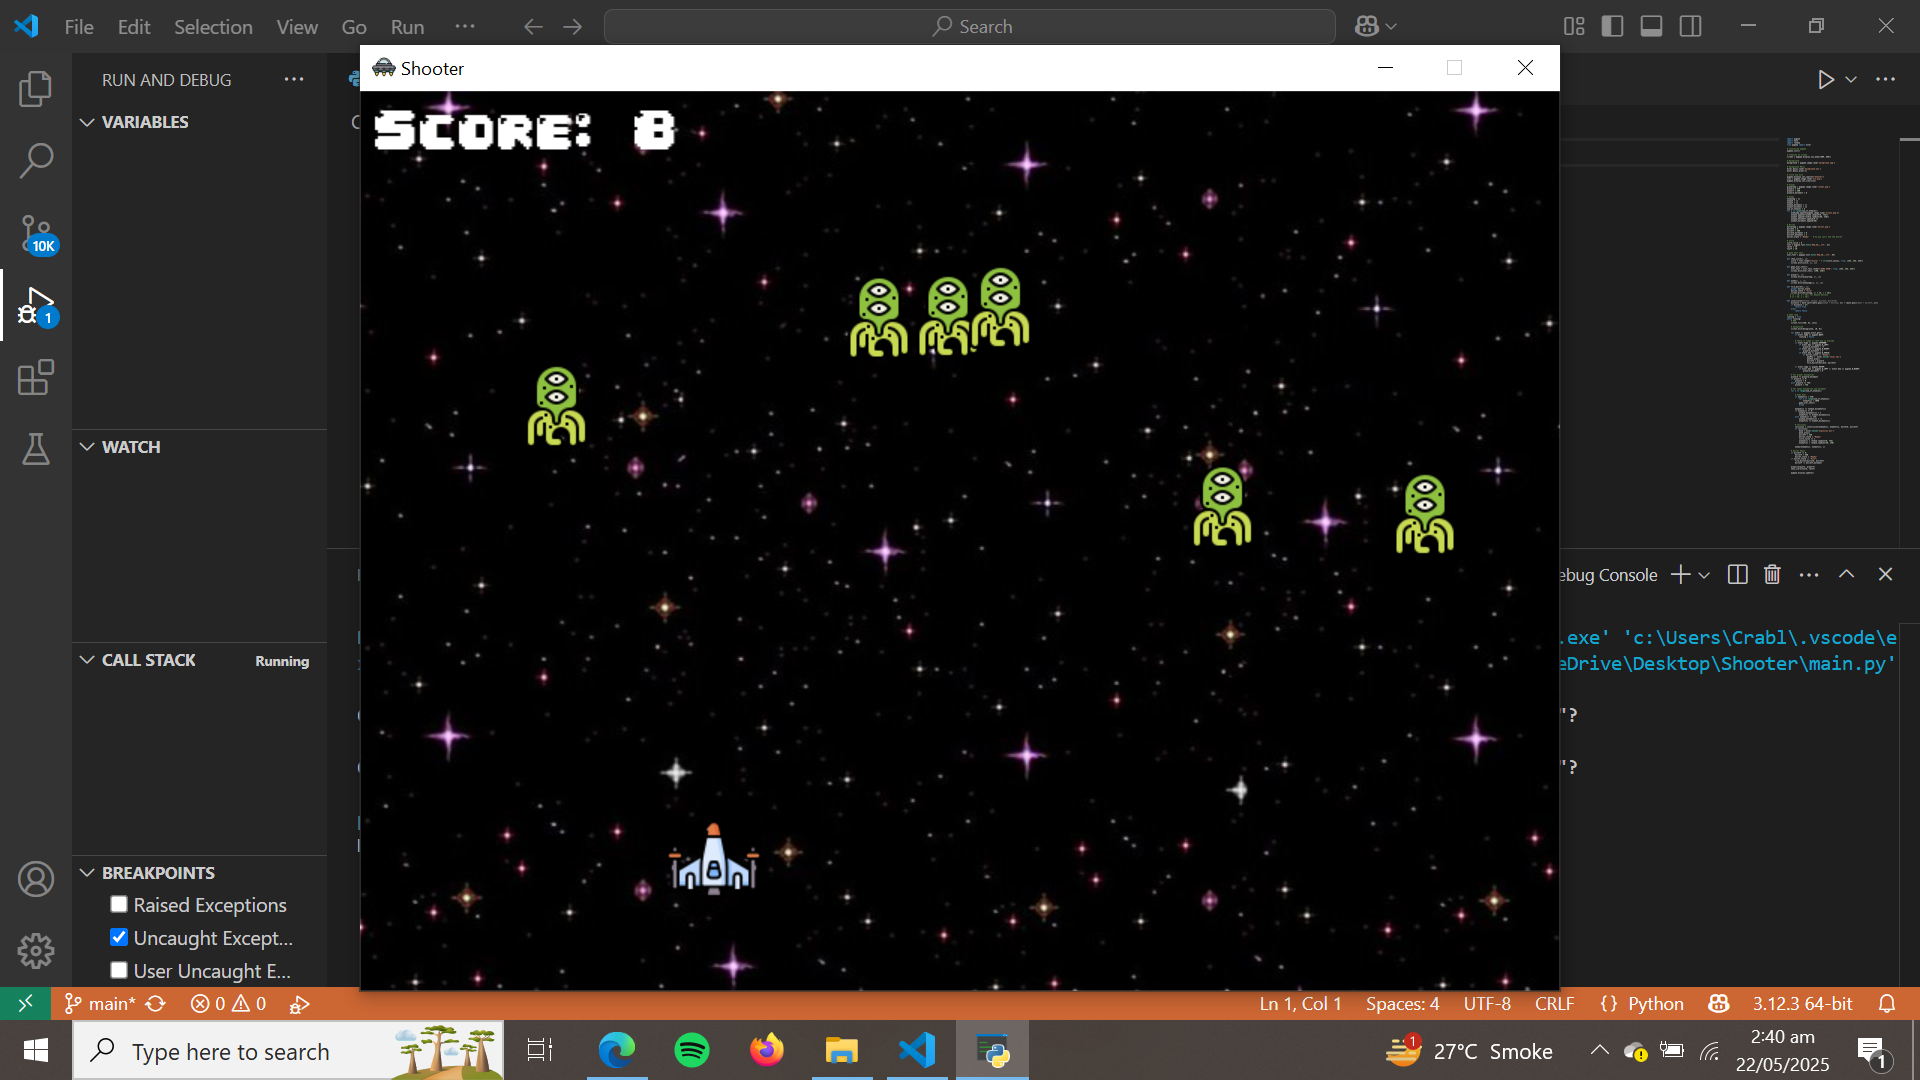 File Edit Selection View Go Run
Search
RUN AND DEBUG
Shooter
VARIABLES
SCORE: 8
10K
1
WATCH
ebug Console
.exe' 'c:\Users\Crabl\.vscode\e
CALL STACK Running
eDrive\Desktop\Shooter\main.py'
"?
"?
BREAKPOINTS
Raised Exceptions
Uncaught Except...
User Uncaught E...
main* 0 0 Ln 1, Col 1 Spaces: 4 UTF-8 CRLF {} Python 3.12.3 64-bit
Type here to search
1
27°C Smoke
2:40 am
22/05/2025
1